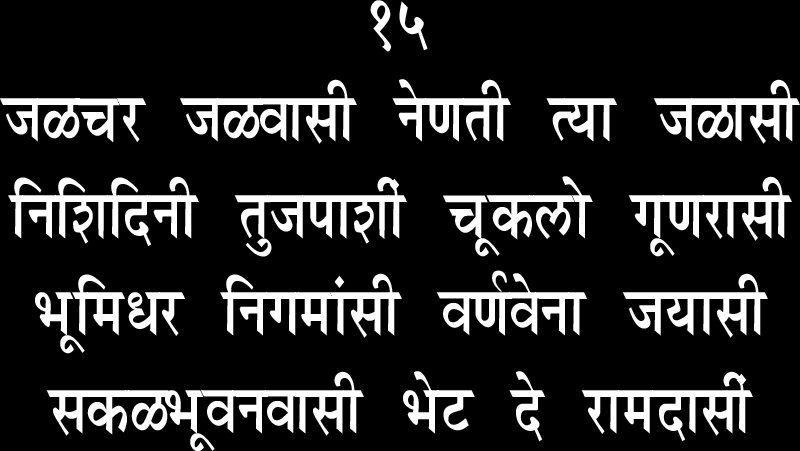 १५
जळचर जळवासी नेणती त्या जळासी
निशिदिनी तुजपाशीं चूकलो गूणरासी
भूमिधर निगमांसी वर्णवेना जयासी
सकळभूवनवासी भेट दे रामदासीं